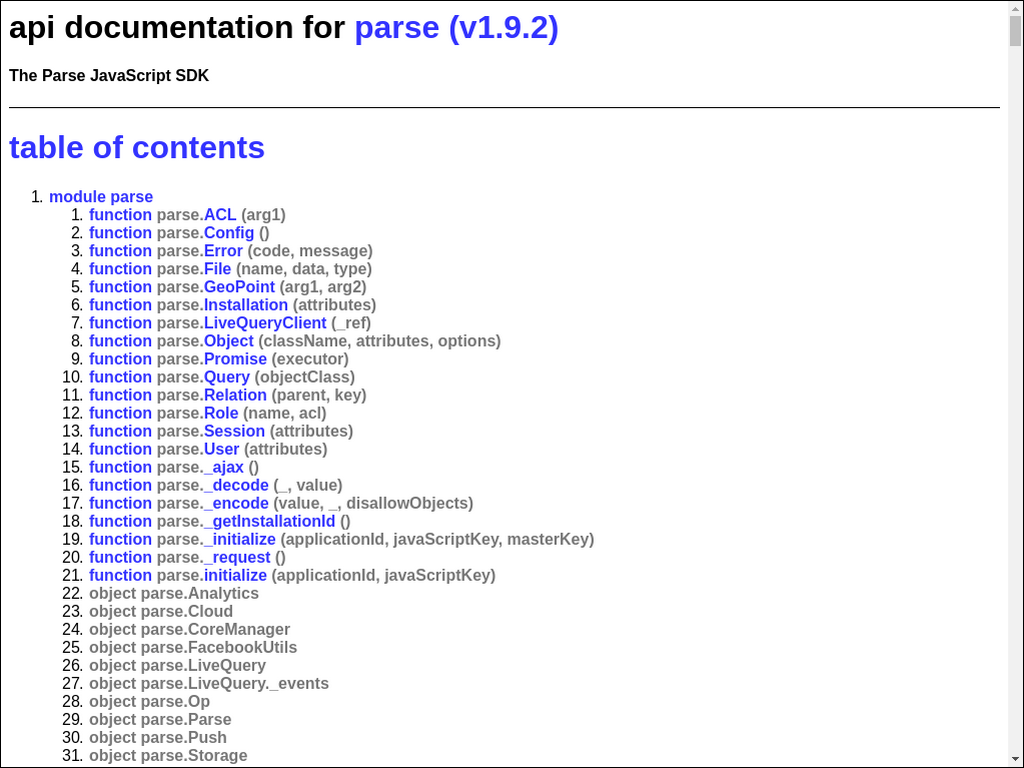 api documentation for parse (v1.9.2)
The Parse JavaScript SDK
table of contents
1. module parse
1. function parse.ACL (arg1)
2. function parse.Config ()
3. function parse.Error (code, message)
4. function parse.File (name, data, type)
5. function parse.GeoPoint (arg1, arg2)
6. function parse.Installation (attributes)
7. function parse.LiveQueryClient (_ref)
8. function parse.Object (className, attributes, options)
9. function parse.Promise (executor)
10. function parse.Query (objectClass)
11. function parse.Relation (parent, key)
12. function parse.Role (name, acl)
13. function parse.Session (attributes)
14. function parse.User (attributes)
15. function parse._ajax ()
16. function parse._decode (_, value)
17. function parse._encode (value, _, disallowObjects)
18. function parse._getInstallationId ()
19. function parse._initialize (applicationId, javaScriptKey, masterKey)
20. function parse._request ()
21. function parse.initialize (applicationId, javaScriptKey)
22. object parse.Analytics
23. object parse.Cloud
24. object parse.CoreManager
25. object parse.FacebookUtils
26. object parse.LiveQuery
27. object parse.LiveQuery._events
28. object parse.Op
29. object parse.Parse
30. object parse.Push
31. object parse.Storage